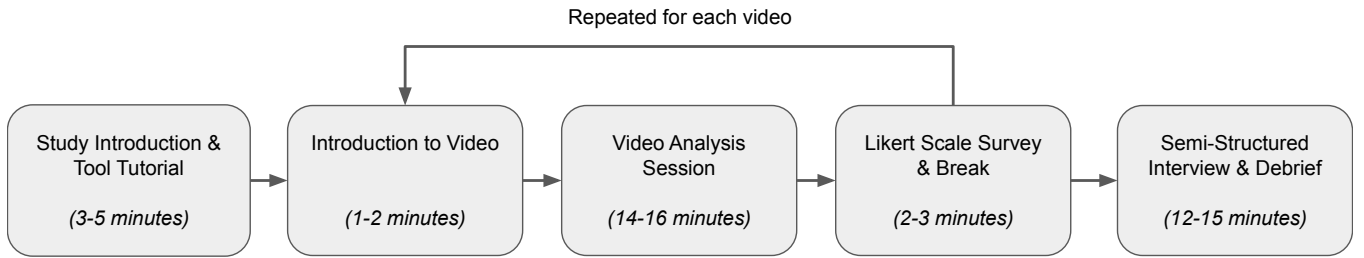 Repeated for each video
Study Introduction &
Tool Tutorial
(3-5 minutes)
Introduction to Video
(1-2 minutes)
Video Analysis
Session
(14-16 minutes)
Likert Scale Survey
& Break
(2-3 minutes)
Semi-Structured
Interview & Debrief
(12-15 minutes)